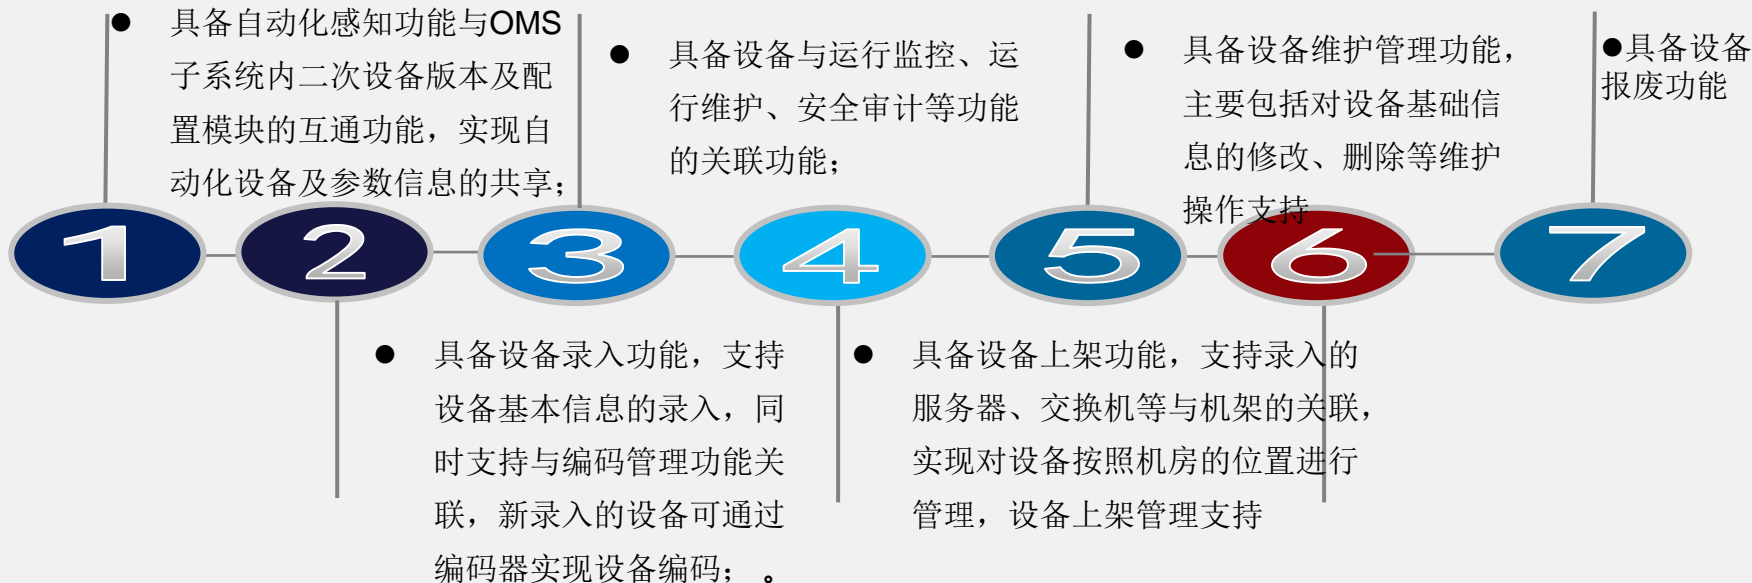 ● 具备自动化感知功能与OMS
子系统内二次设备版本及配
置模块的互通功能，实现自
动化设备及参数信息的共享；
● 具备设备与运行监控、运
行维护、安全审计等功能
的关联功能；
● 具备设备维护管理功能，
主要包括对设备基础信
息的修改、删除等维护
操作支持
●具备设备
报废功能
1 2 3 4 5 6 7
● 具备设备录入功能，支持
设备基本信息的录入，同
时支持与编码管理功能关
联，新录入的设备可通过
编码器实现设备编码； 。
● 具备设备上架功能，支持录入的
服务器、交换机等与机架的关联，
实现对设备按照机房的位置进行
管理，设备上架管理支持